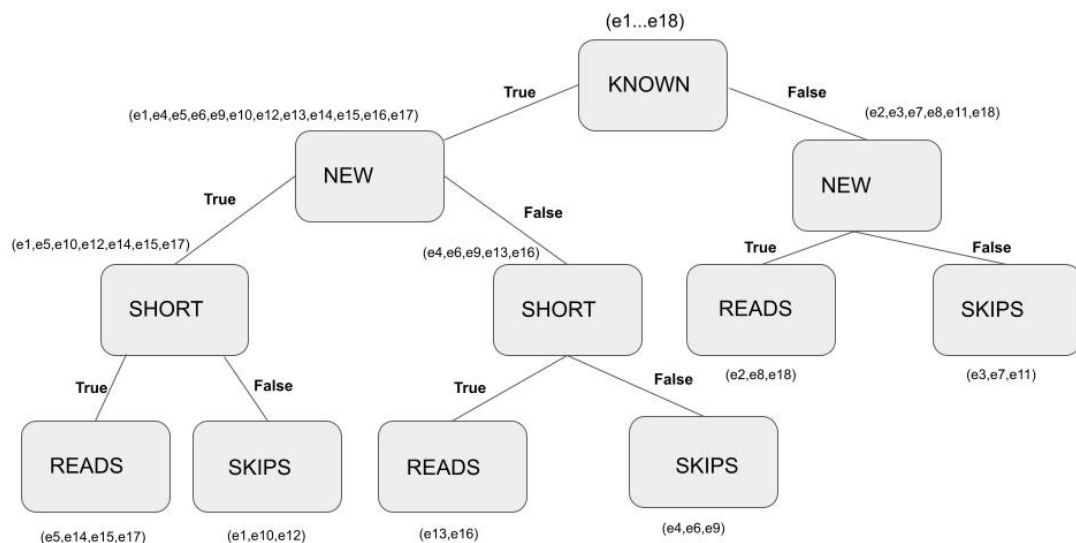 (e1...e18)
KNOWN
True
False
(e1,e4,e5,e6,e9,e10,e12,e13,e14,e15,e16,e17)
(e2,e3,e7,e8,e11,e18)
NEW
NEW
True
False
(e1,e5,e10,e12,e14,e15,e17)
(e4,e6,e9,e13,e16)
True
False
SHORT
SHORT
READS
SKIPS
True
False
True
False
(e2,e8,e18)
(e3,e7,e11)
READS
SKIPS
READS
SKIPS
(e5,e14,e15,e17)
(e1,e10,e12)
(e13,e16)
(e4,e6,e9)